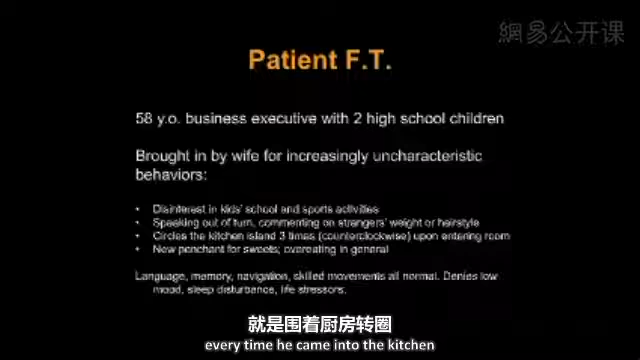 網易公开课
Patient F.T.
58 y.o. business executive with 2 high school children
Brought in by wife for increasingly uncharacteristic
behaviors:
• Disinterest in kids' school and sports activities
• Speaking out of turn, commenting on strangers' weight or hairstyle
• Circles the kitchen island 3 times (counterclockwise) upon entering room
• New penchant for sweets; overeating in general
Language, memory, navigation, skilled movements all normal. Denies low
mood, sleep disturbance, life stressors.
就是围着厨房转圈
every time he came into the kitchen